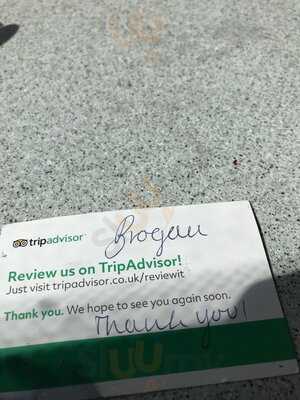 tripadvisor
Brogan
Review us on TripAdvisor!
Just visit tripadvisor.co.uk/reviewit
Thank you. We hope to see you again soon.
Thank you!